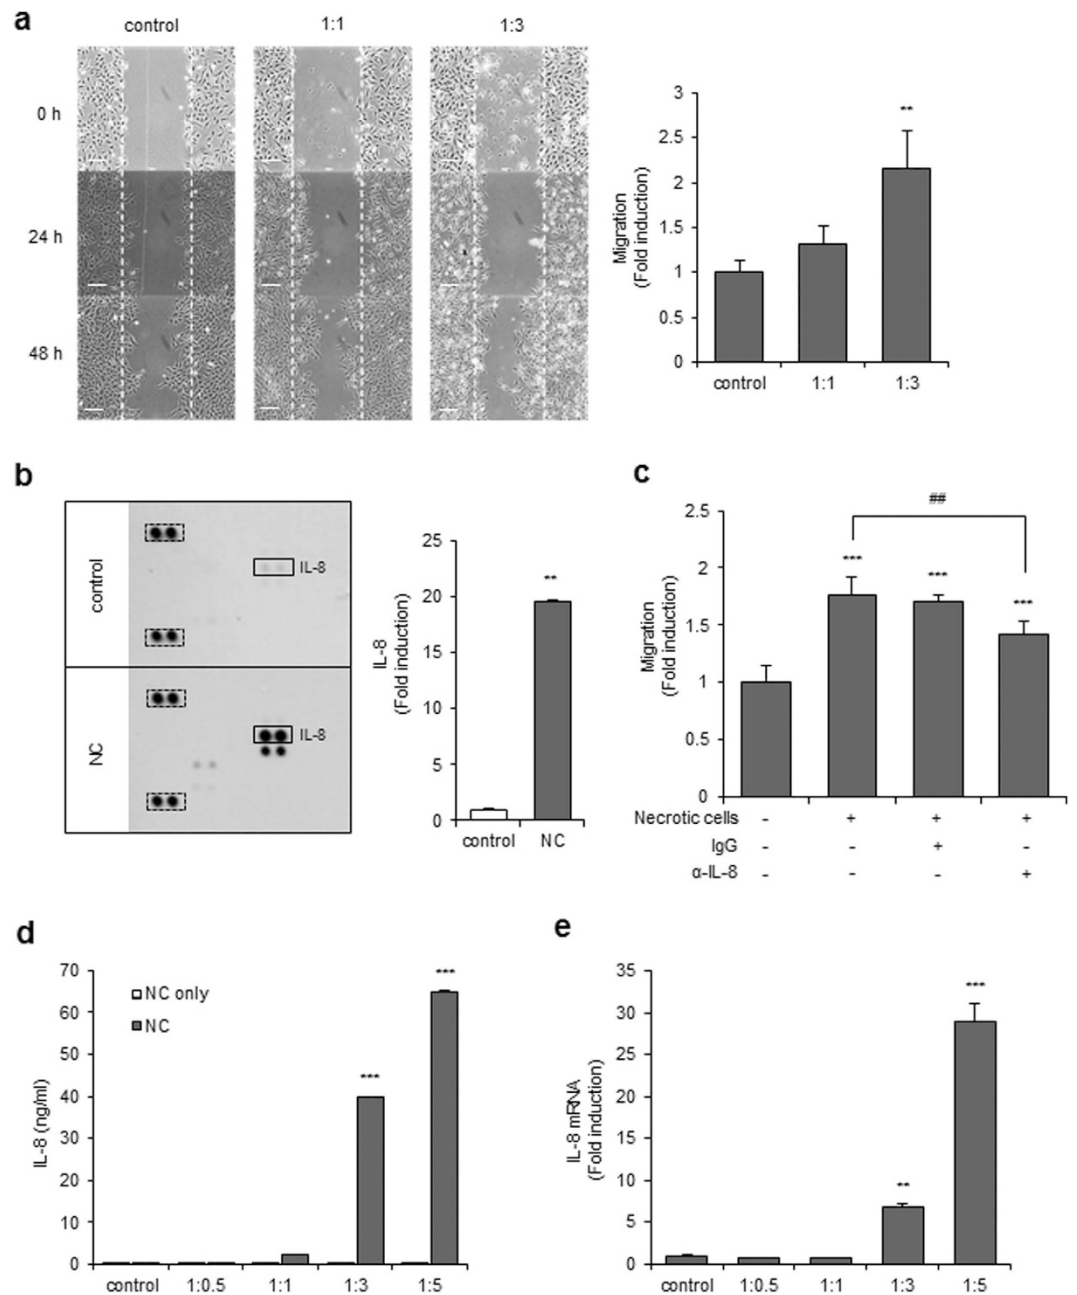 a
control 1:1 1:3
0 h
24 h
48 h
Migration
(Fold induction)
3
2.5
2
1.5
1
0.5
0
**
control 1:1 1:3
b
control
IL-8
NC
IL-8
IL-8
(Fold induction)
25
20
15
10
5
0
**
control NC
c
Migration
(Fold induction)
2.5
2
1.5
1
0.5
0
##
*** *** ***
Necrotic cells - + + +
IgG - - + -
α-IL-8 - - - +
d
IL-8 (ng/ml)
70
60
50
40
30
20
10
0
NC only
NC
*** ***
control 1:0.5 1:1 1:3 1:5
e
IL-8 mRNA
(Fold induction)
35
30
25
20
15
10
5
0
** ***
control 1:0.5 1:1 1:3 1:5